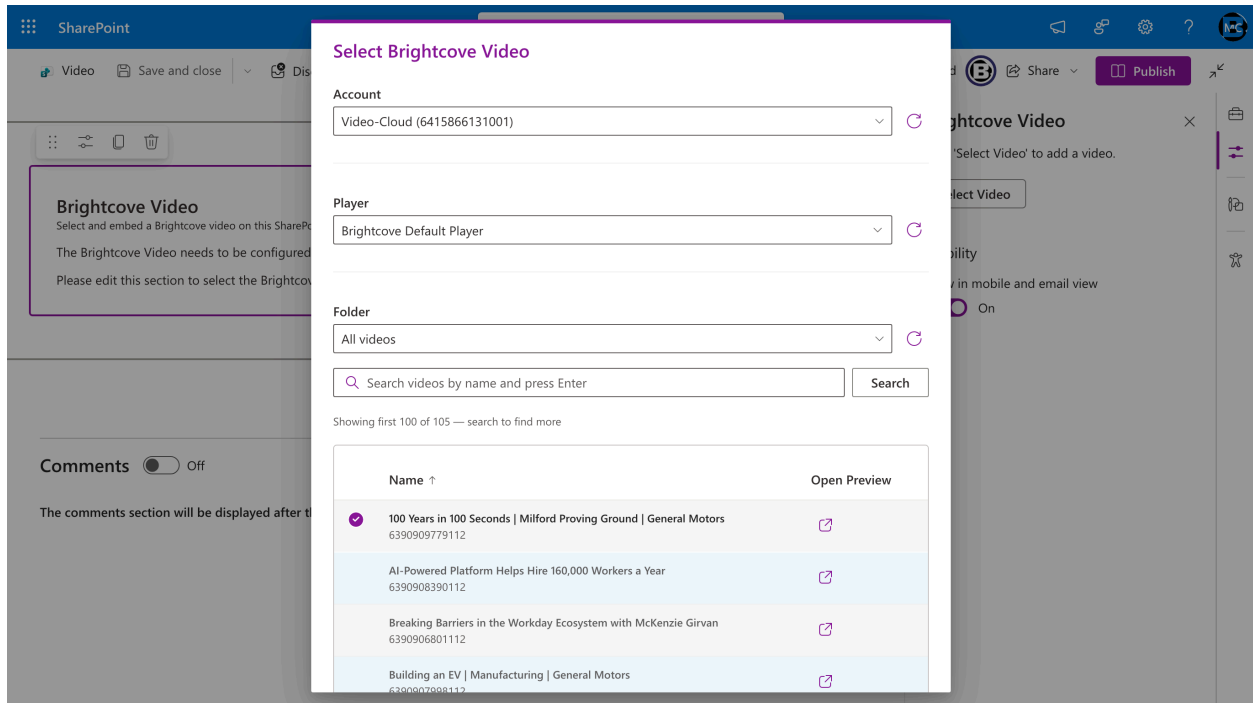 SharePoint
MC
Video
Save and close
Dis
d
B
Share
Publish
Select Brightcove Video
Account
Video-Cloud (6415866131001)
Player
Brightcove Default Player
Folder
All videos
Search videos by name and press Enter
Search
Showing first 100 of 105 — search to find more
Name ↑
Open Preview
100 Years in 100 Seconds | Milford Proving Ground | General Motors
6390909779112
AI-Powered Platform Helps Hire 160,000 Workers a Year
6390908390112
Breaking Barriers in the Workday Ecosystem with McKenzie Girvan
6390906801112
Building an EV | Manufacturing | General Motors
6390907998112
Brightcove Video
Select and embed a Brightcove video on this SharePo
The Brightcove Video needs to be configured
Please edit this section to select the Brightcov
Comments
Off
The comments section will be displayed after t
ghtcove Video
'Select Video' to add a video.
lect Video
bility
v in mobile and email view
On